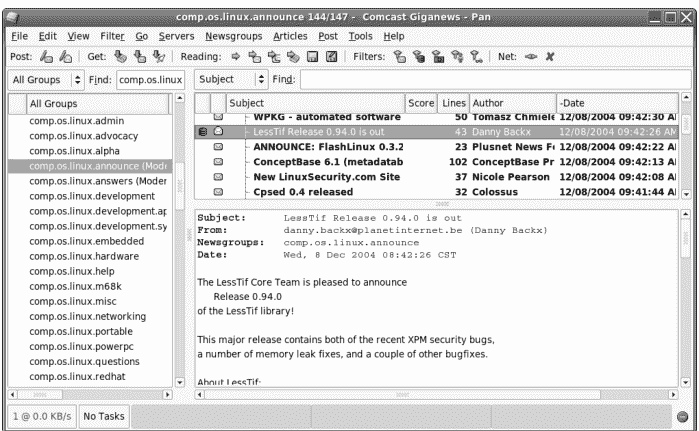 comp.os.linux.announce 144/147 - Comcast Giganews - Pan
File Edit View Filter Go Servers Newsgroups Articles Post Tools Help
Post: Get: Reading: Filters: Net:
All Groups Find: comp.os.linux Subject Find:
All Groups
comp.os.linux.admin
comp.os.linux.advocacy
comp.os.linux.alpha
comp.os.linux.announce (Mode
comp.os.linux.answers (Moder
comp.os.linux.development
comp.os.linux.development.ap
comp.os.linux.development.sy
comp.os.linux.embedded
comp.os.linux.hardware
comp.os.linux.help
comp.os.linux.m68k
comp.os.linux.misc
comp.os.linux.networking
comp.os.linux.portable
comp.os.linux.powerpc
comp.os.linux.questions
comp.os.linux.redhat
Subject Score Lines Author -Date
WPKG - automated software 50 Tomasz Chmiele 12/08/2004 09:42:30 A
LessTif Release 0.94.0 is out 43 Danny Backx 12/08/2004 09:42:26 AM
ANNOUNCE: FlashLinux 0.3.2 23 Plusnet News Fe 12/08/2004 09:42:22 A
ConceptBase 6.1 (metadatab 102 ConceptBase Pr 12/08/2004 09:42:13 A
New LinuxSecurity.com Site 37 Nicole Pearson 12/08/2004 09:42:08 A
Cpsed 0.4 released 32 Colossus 12/08/2004 09:41:44 A
Subject: LessTif Release 0.94.0 is out
From: danny.backx@planetinternet.be (Danny Backx)
Newsgroups: comp.os.linux.announce
Date: Wed, 8 Dec 2004 08:42:26 CST
The LessTif Core Team is pleased to announce
Release 0.94.0
of the LessTif library!
This major release contains both of the recent XPM security bugs,
a number of memory leak fixes, and a couple of other bugfixes.
About LessTif:
1 @ 0.0 KB/s No Tasks